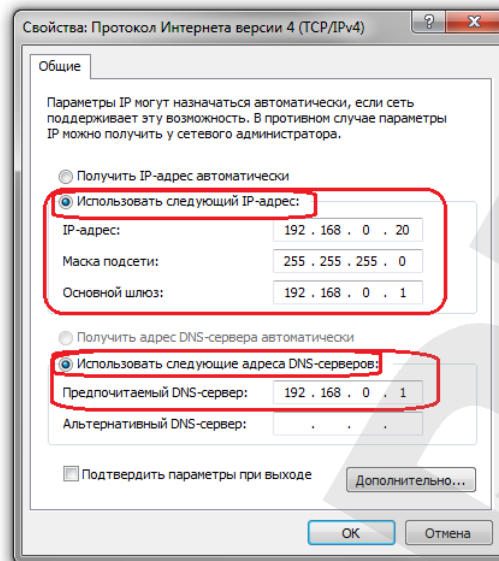 Свойства: Протокол Интернета версии 4 (TCP/IPv4)
Общие
Параметры IP могут назначаться автоматически, если сеть
поддерживает эту возможность. В противном случае параметры
IP можно получить у сетевого администратора.
Получить IP-адрес автоматически
Использовать следующий IP-адрес:
IP-адрес: 192 . 168 . 0 . 20
Маска подсети: 255 . 255 . 255 . 0
Основной шлюз: 192 . 168 . 0 . 1
Получить адрес DNS-сервера автоматически
Использовать следующие адреса DNS-серверов:
Предпочитаемый DNS-сервер: 192 . 168 . 0 . 1
Альтернативный DNS-сервер: . . .
Подтвердить параметры при выходе
Дополнительно...
OK Отмена